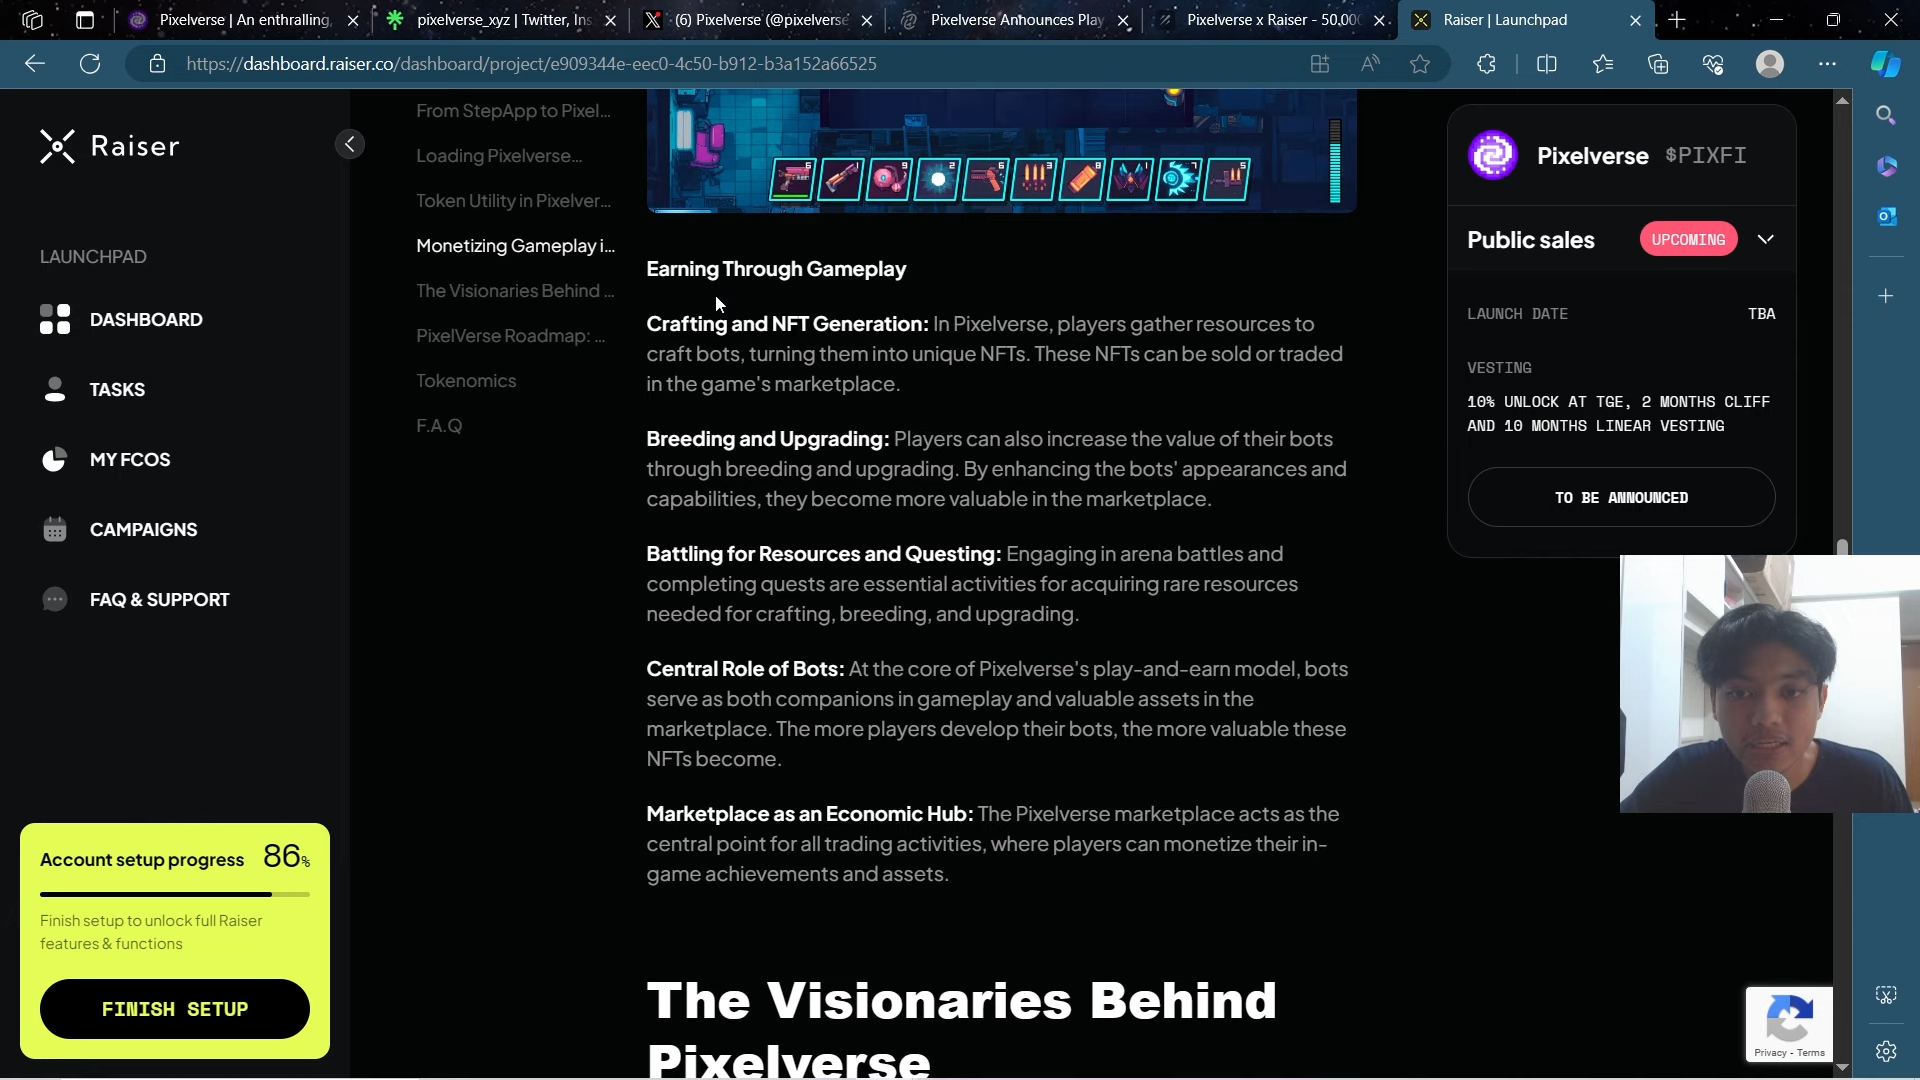 Pixelverse | An enthralling
pixelverse_xyz | Twitter, Ins
(6) Pixelverse (@pixelverse
Pixelverse Announces Play
Pixelverse x Raiser - 50,000
Raiser | Launchpad
https://dashboard.raiser.co/dashboard/project/e909344e-eec0-4c50-b912-b3a152a66525
Raiser
LAUNCHPAD
DASHBOARD
TASKS
MY FCOS
CAMPAIGNS
FAQ & SUPPORT
Account setup progress 86%
Finish setup to unlock full Raiser
features & functions
FINISH SETUP
From StepApp to Pixel...
Loading Pixelverse...
Token Utility in Pixelver...
Monetizing Gameplay i...
The Visionaries Behind ...
PixelVerse Roadmap: ...
Tokenomics
F.A.Q
Earning Through Gameplay
Crafting and NFT Generation: In Pixelverse, players gather resources to
craft bots, turning them into unique NFTs. These NFTs can be sold or traded
in the game's marketplace.
Breeding and Upgrading: Players can also increase the value of their bots
through breeding and upgrading. By enhancing the bots' appearances and
capabilities, they become more valuable in the marketplace.
Battling for Resources and Questing: Engaging in arena battles and
completing quests are essential activities for acquiring rare resources
needed for crafting, breeding, and upgrading.
Central Role of Bots: At the core of Pixelverse's play-and-earn model, bots
serve as both companions in gameplay and valuable assets in the
marketplace. The more players develop their bots, the more valuable these
NFTs become.
Marketplace as an Economic Hub: The Pixelverse marketplace acts as the
central point for all trading activities, where players can monetize their in-
game achievements and assets.
The Visionaries Behind
Pixelverse
Pixelverse $PIXFI
Public sales UPCOMING
LAUNCH DATE TBA
VESTING
10% UNLOCK AT TGE, 2 MONTHS CLIFF
AND 10 MONTHS LINEAR VESTING
TO BE ANNOUNCED
Privacy - Terms